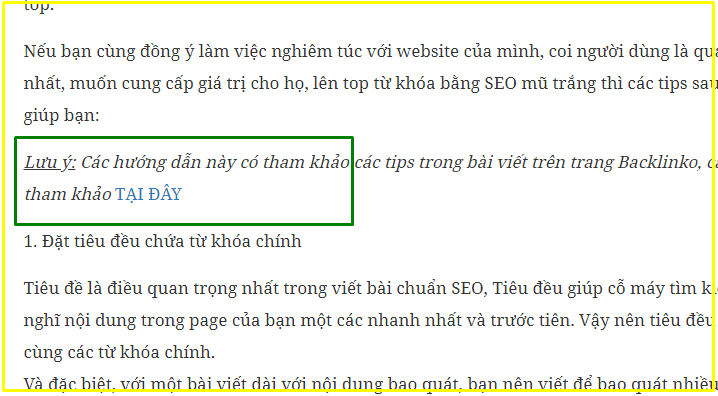 top.
Nếu bạn cùng đồng ý làm việc nghiêm túc với website của mình, coi người dùng là
nhất, muốn cung cấp giá trị cho họ, lên top từ khóa bằng SEO mũ trắng thì các tips
giúp bạn:
Lưu ý: Các hướng dẫn này có tham khảo các tips trong bài viết trên trang Backlinko,
tham khảo TẠI ĐÂY
1. Đặt tiêu đều chứa từ khóa chính
Tiêu đề là điều quan trọng nhất trong viết bài chuẩn SEO, Tiêu đều giúp cỗ máy tìm
nghĩ nội dung trong page của bạn một các nhanh nhất và trước tiên. Vậy nên tiêu đều
cùng các từ khóa chính.
Và đặc biệt, với một bài viết dài với nội dung bao quát, bạn nên viết để bao quát nhiều